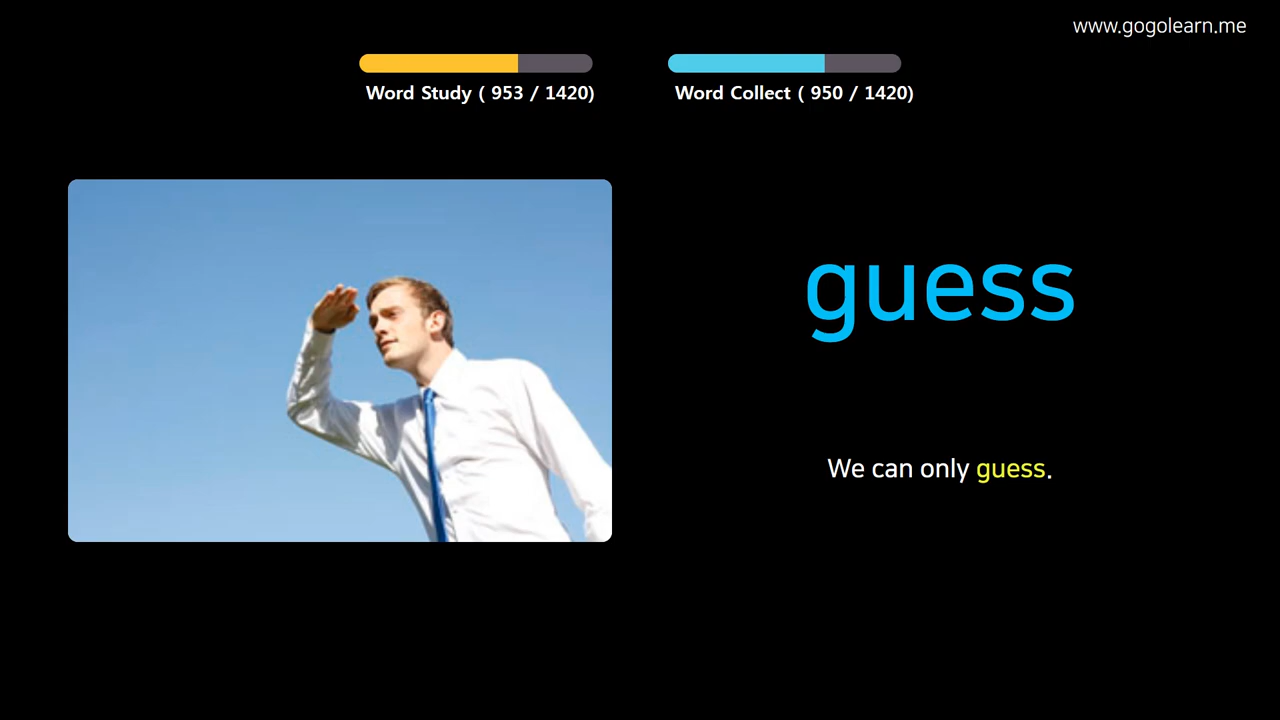 www.gogolearn.me
Word Study ( 953 / 1420)
Word Collect ( 950 / 1420)
guess
We can only guess.